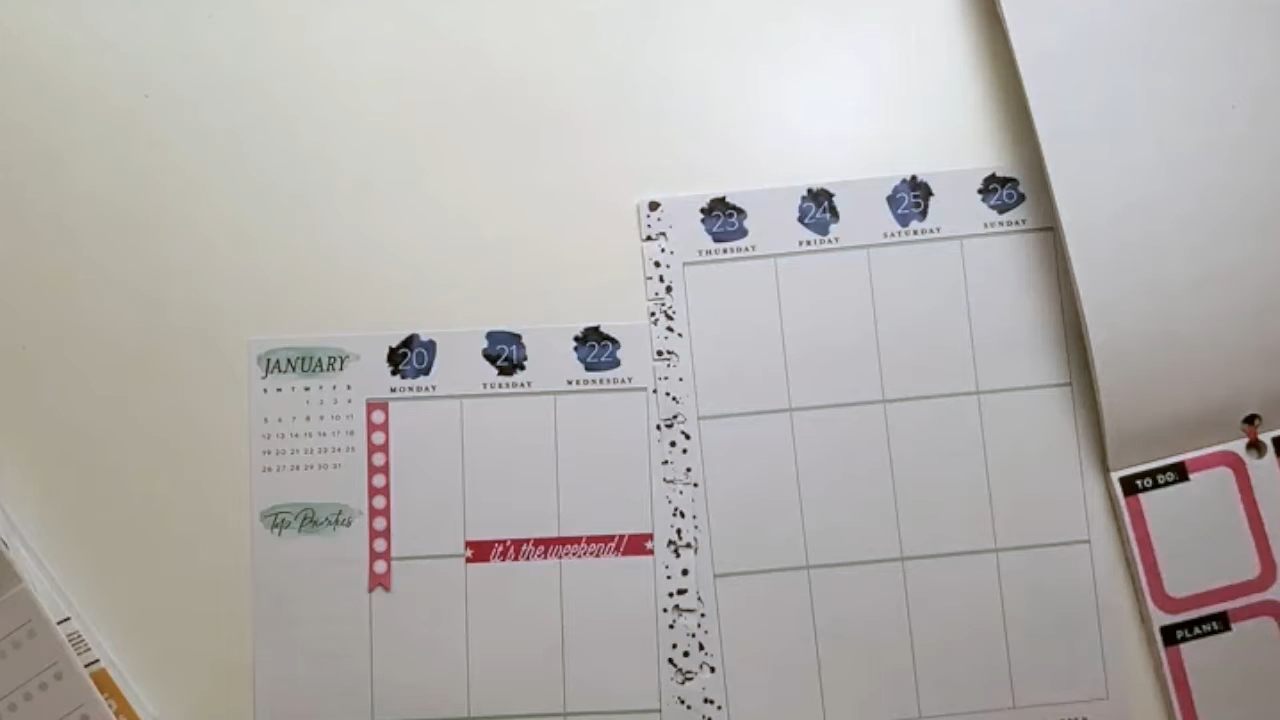 23 24 25 26
THURSDAY FRIDAY SATURDAY SUNDAY
JANUARY
20 21 22
MONDAY TUESDAY WEDNESDAY
S M T W T F S
1 2 3 4
5 6 7 8 9 10 11
12 13 14 15 16 17 18
19 20 21 22 23 24 25
26 27 28 29 30 31
Top Priorities
it's the weekend!
TO DO:
PLANS: